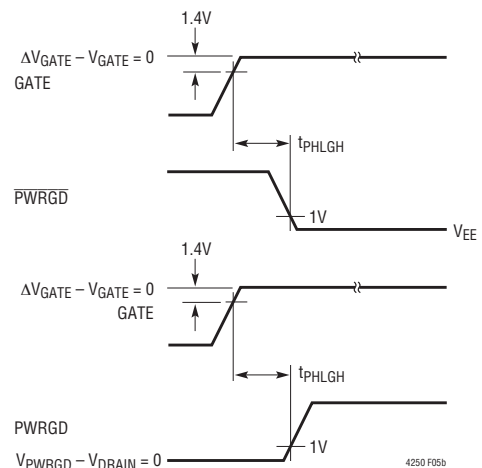 1.4V
ΔVGATE – VGATE = 0
GATE
tPHLGH
PWRGD
1V
VEE
1.4V
ΔVGATE – VGATE = 0
GATE
tPHLGH
PWRGD
1V
VPWRGD – VDRAIN = 0
4250 F05b